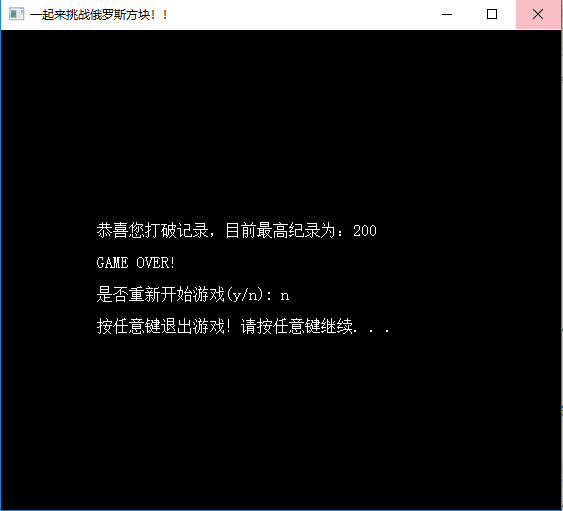 一起来挑战俄罗斯方块！！
恭喜您打破记录，目前最高纪录为：200
GAME OVER!
是否重新开始游戏(y/n): n
按任意键退出游戏！请按任意键继续. . .